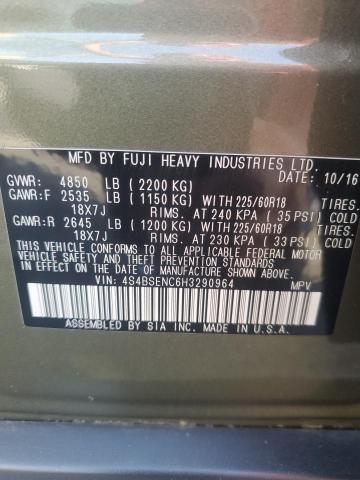 MFD BY FUJI HEAVY INDUSTRIES LTD.
DATE: 10/16
GVWR: 4850 LB (2200 KG)
GAWR:F 2535 LB (1150 KG) WITH 225/60R18 TIRES.
18X7J RIMS. AT 240 KPA ( 35 PSI) COLD
GAWR:R 2645 LB (1200 KG) WITH 225/60R18 TIRES.
18X7J RIMS. AT 230 KPA ( 33 PSI) COLD
THIS VEHICLE CONFORMS TO ALL APPLICABLE FEDERAL MOTOR
VEHICLE SAFETY AND THEFT PREVENTION STANDARDS IN
EFFECT ON THE DATE OF MANUFACTURE SHOWN ABOVE.
VIN: 4S4BSENC6H3290964 MPV
ASSEMBLED BY SIA INC. IN U.S.A.